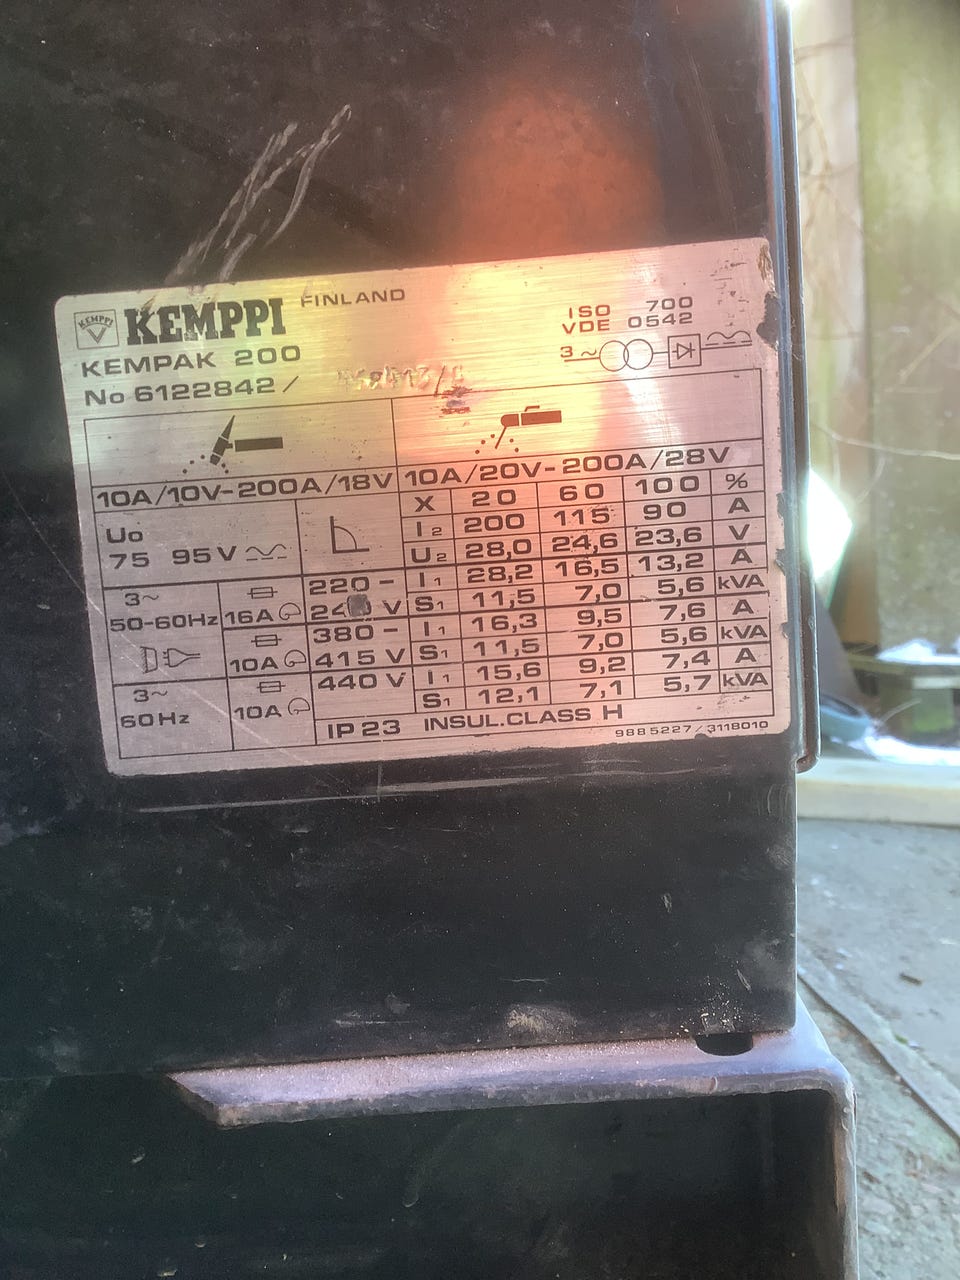 KEMPPI
KEMPPI FINLAND
KEMPAK 200
No 6122842 /
ISO 700
VDE 0542
3 ~
10A/10V-200A/18V
10A/20V-200A/28V
X 20 60 100 %
Uo
75 95 V
I2 200 115 90 A
U2 28,0 24,6 23,6 V
3~
50-60Hz
16A
220-
V
I1 28,2 16,5 13,2 A
S1 11,5 7,0 5,6 kVA
10A
380-
415 V
I1 16,3 9,5 7,6 A
S1 11,5 7,0 5,6 kVA
3~
60Hz
10A
440 V
I1 15,6 9,2 7,4 A
S1 12,1 7,1 5,7 kVA
IP 23 INSUL.CLASS H
9885227/3118010